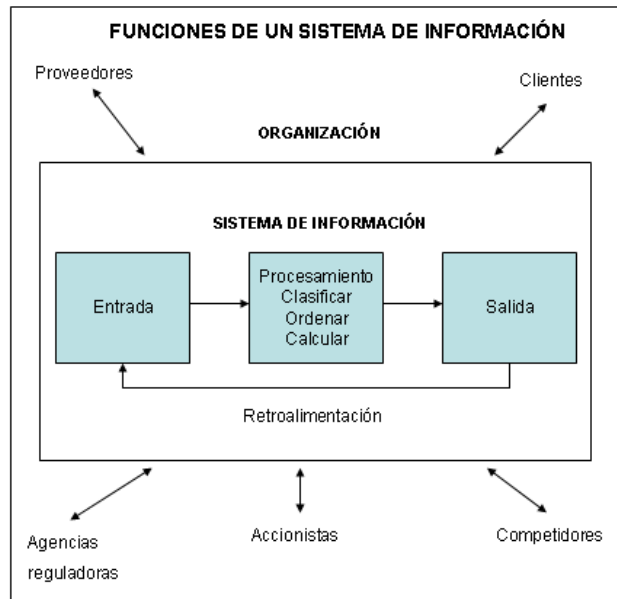 FUNCIONES DE UN SISTEMA DE INFORMACIÓN
Proveedores
Clientes
ORGANIZACIÓN
SISTEMA DE INFORMACIÓN
Entrada
Procesamiento
Clasificar
Ordenar
Calcular
Salida
Retroalimentación
Agencias
reguladoras
Accionistas
Competidores